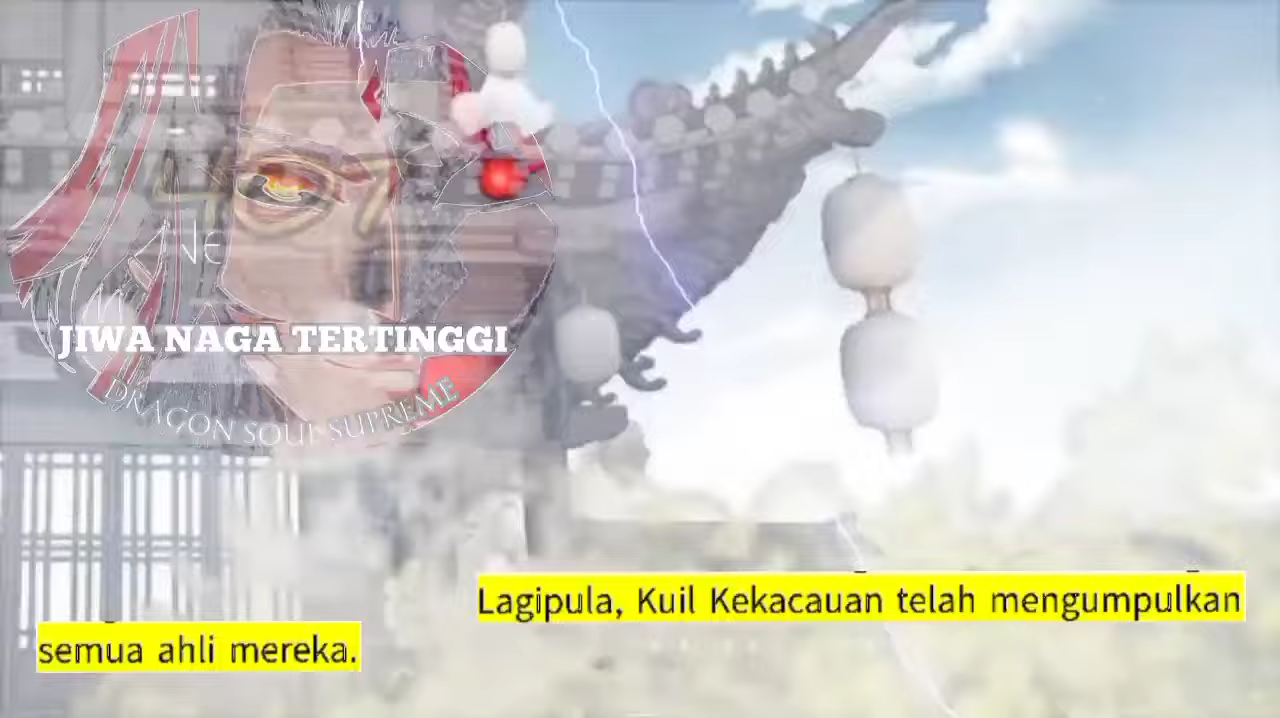 JIWA NAGA TERTINGGI
DRAGON SOUL SUPREME
Lagipula, Kuil Kekacauan telah mengumpulkan
semua ahli mereka.